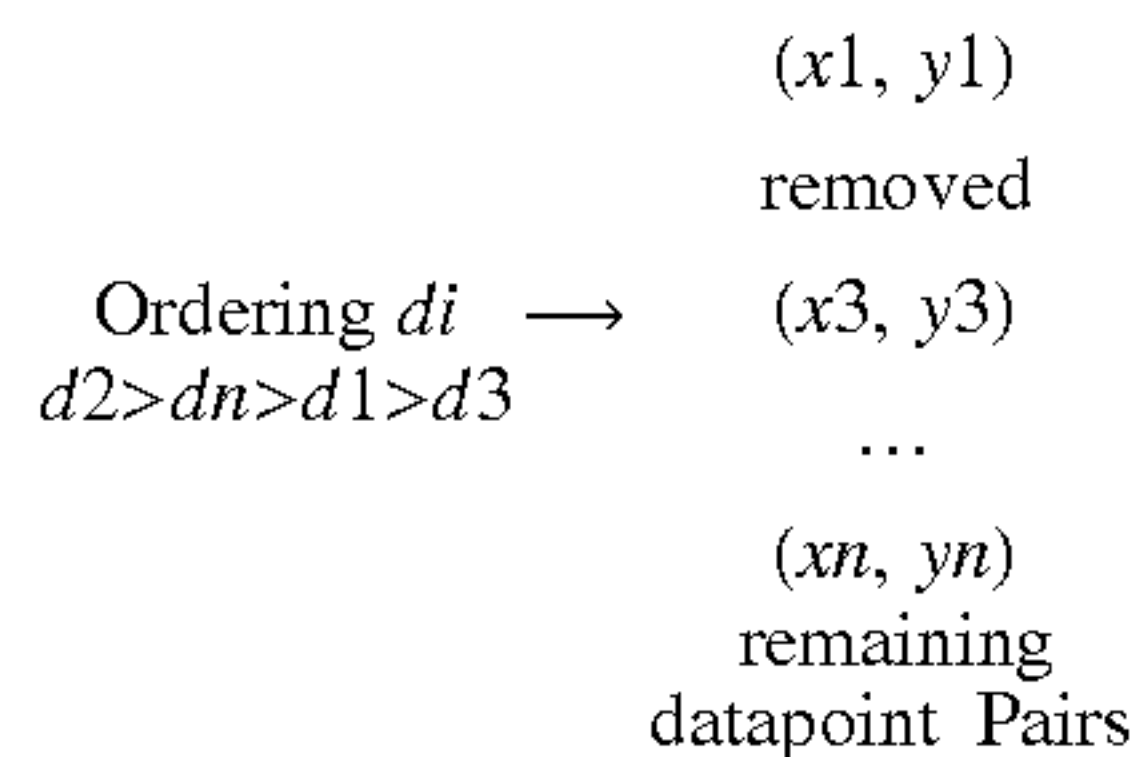 (x1, y1)
removed
Ordering di ⟶ (x3, y3)
d2>dn>d1>d3
...
(xn, yn)
remaining
datapoint Pairs